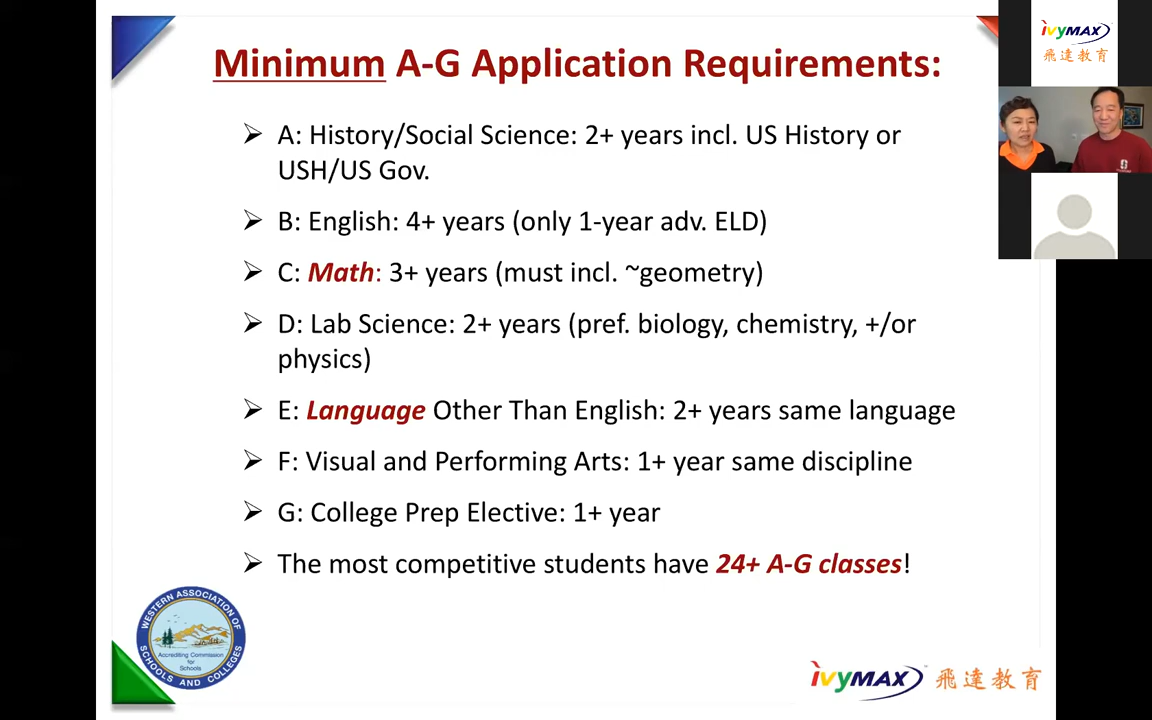 Minimum A-G Application Requirements:
➢ A: History/Social Science: 2+ years incl. US History or
USH/US Gov.
➢ B: English: 4+ years (only 1-year adv. ELD)
➢ C: Math: 3+ years (must incl. ~geometry)
➢ D: Lab Science: 2+ years (pref. biology, chemistry, +/or
physics)
➢ E: Language Other Than English: 2+ years same language
➢ F: Visual and Performing Arts: 1+ year same discipline
➢ G: College Prep Elective: 1+ year
➢ The most competitive students have 24+ A-G classes!
WESTERN ASSOCIATION OF
SCHOOLS AND COLLEGES
Accrediting Commission
for
Schools
ivyMAX 飛達教育
ivyMAX
飛達教育